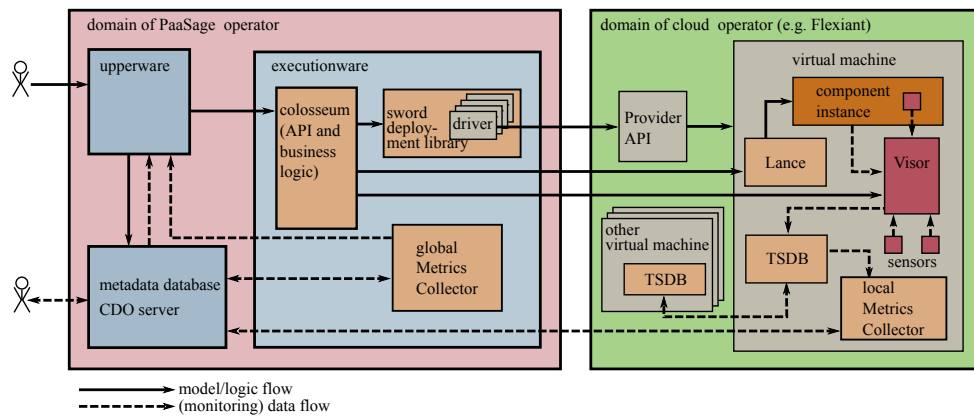 domain of PaaSage operator
domain of cloud operator (e.g. Flexiant)
upperware
executionware
virtual machine
colosseum
(API and
business
logic)
sword
deploy-
ment library
driver
Provider
API
component
instance
Lance
Visor
global
Metrics
Collector
other
virtual machine
TSDB
TSDB
sensors
metadata database
CDO server
local
Metrics
Collector
model/logic flow
(monitoring) data flow